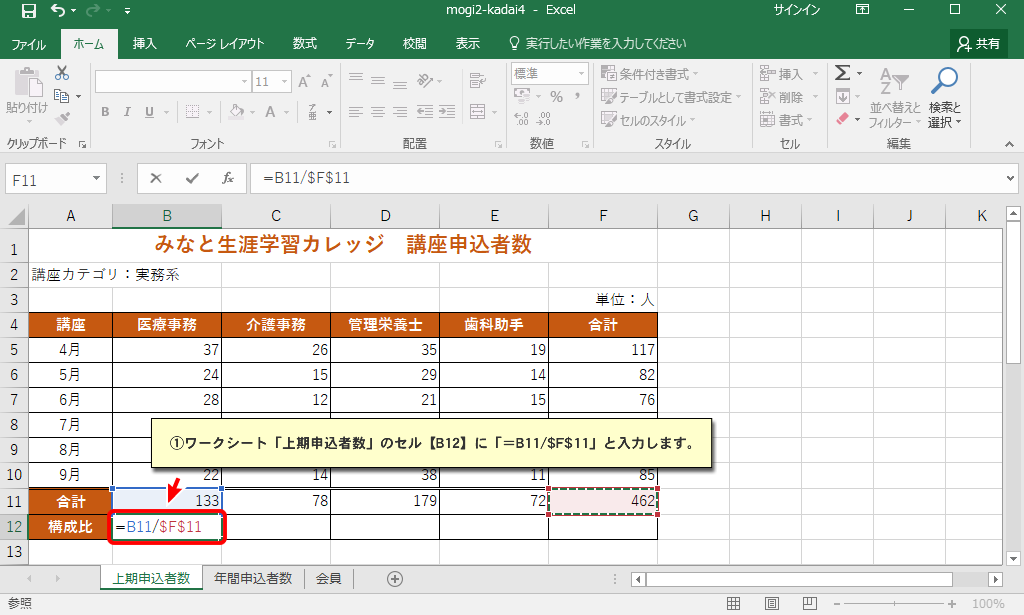 mogi2-kadai4 - Excel
サインイン
ファイル ホーム 挿入 ページ レイアウト 数式 データ 校閲 表示 実行したい作業を入力してください 共有
標準
11
条件付き書式
挿入
貼り付け
B I U
% ,
テーブルとして書式設定
削除
並べ替えと
フィルター
検索と
選択
セルのスタイル
書式
クリップボード フォント 配置 数値 スタイル セル 編集
F11 fx =B11/$F$11
A B C D E F G H I J K
1 みなと生涯学習カレッジ 講座申込者数
2 講座カテゴリ：実務系
3 単位：人
4 講座 医療事務 介護事務 管理栄養士 歯科助手 合計
5 4月 37 26 35 19 117
6 5月 24 15 29 14 82
7 6月 28 12 21 15 76
8 7月
①ワークシート「上期申込者数」のセル【B12】に「＝B11/$F$11」と入力します。
9 8月
10 9月 22 14 38 11 85
11 合計 133 78 179 72 462
12 構成比 =B11/$F$11
13
上期申込者数 年間申込者数 会員
参照 100%